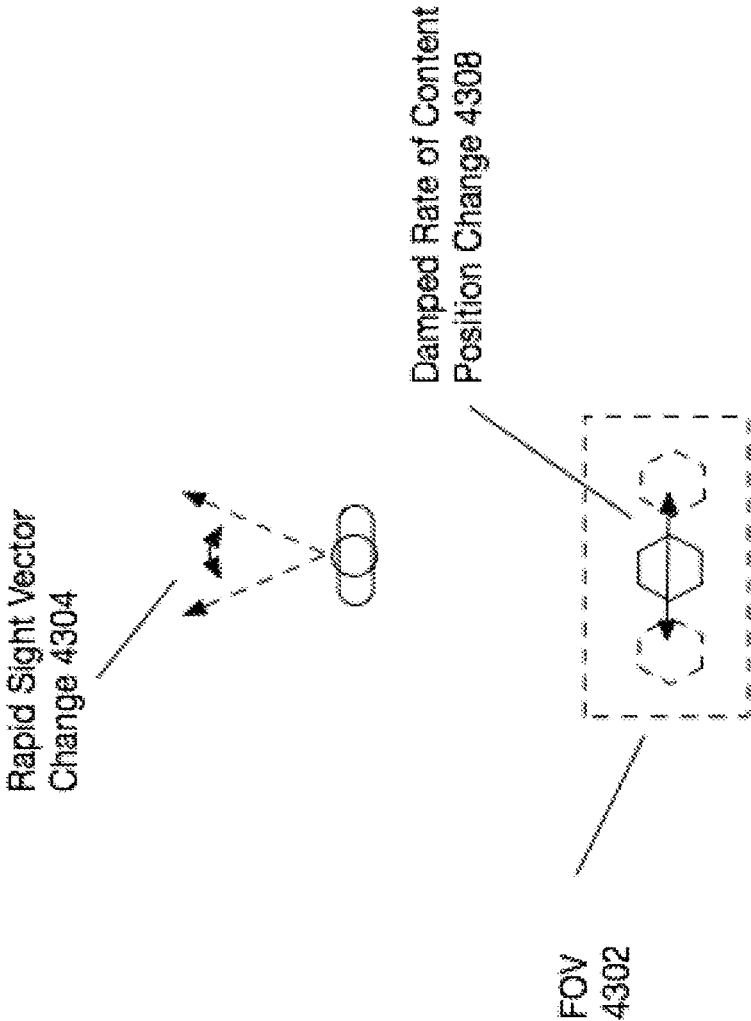 Rapid Sight Vector
Change 4304
Damped Rate of Content
Position Change 4308
FOV
4302